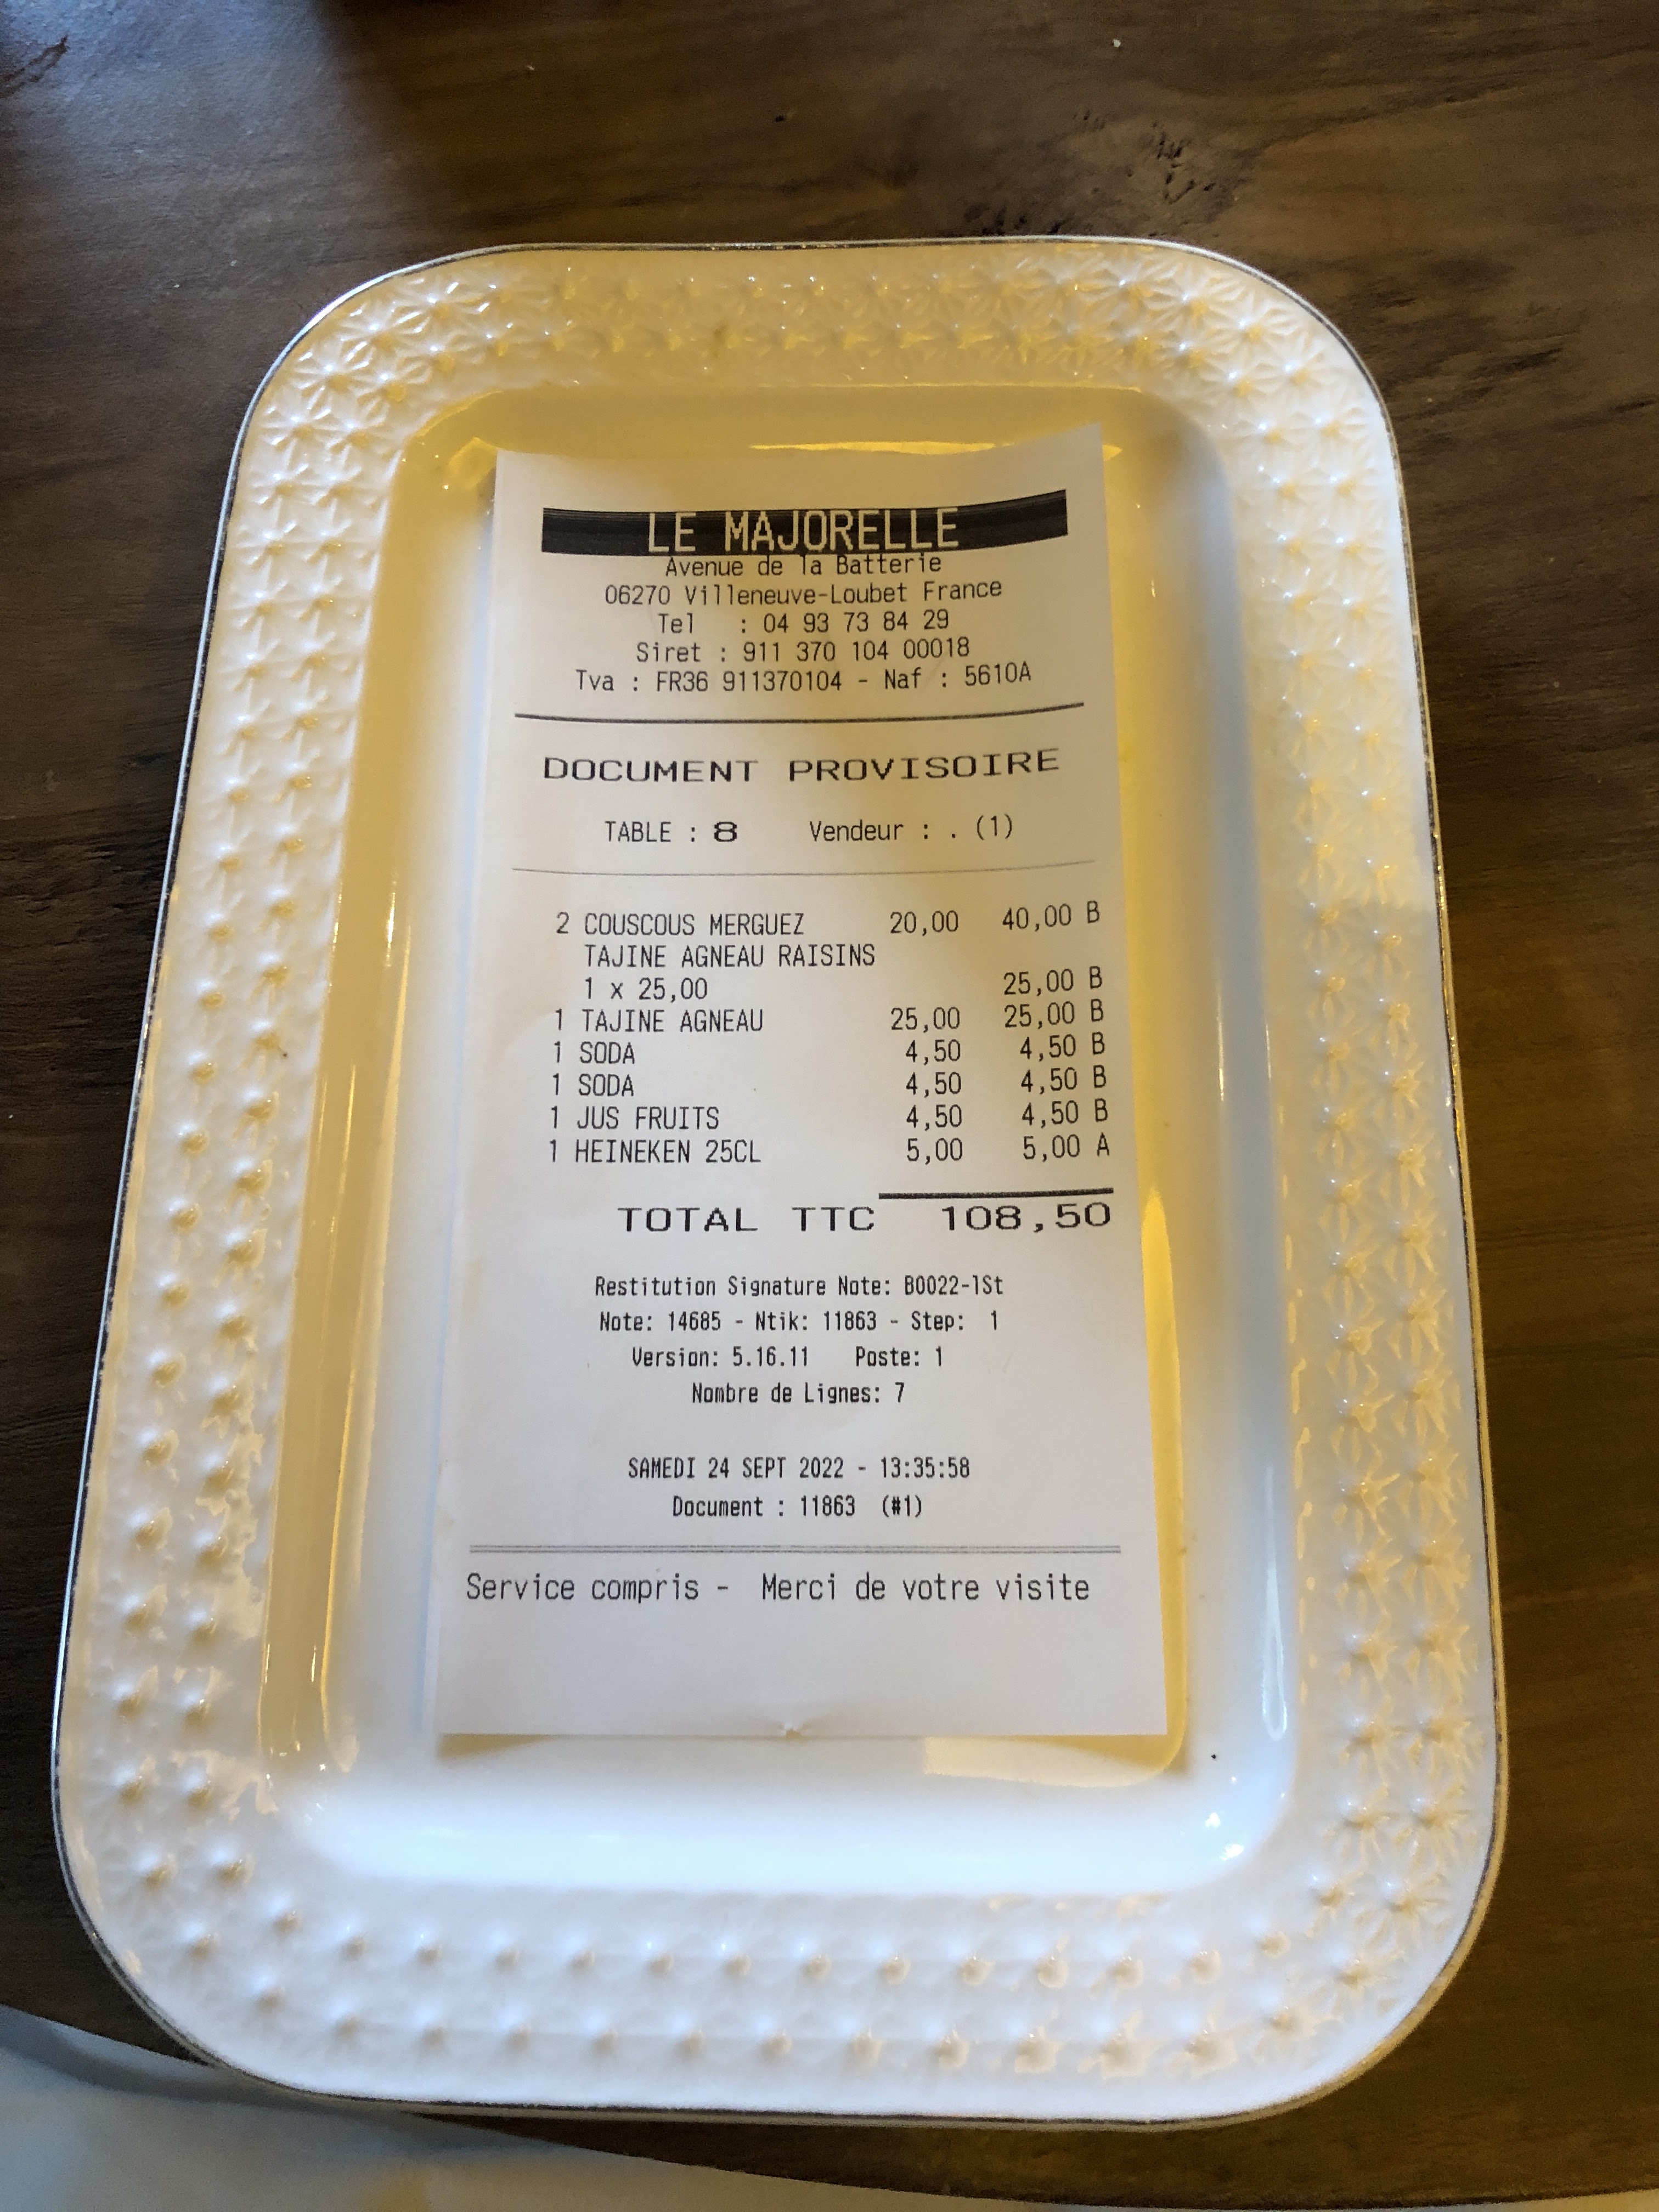 LE MAJORELLE
Avenue de la Batterie
06270 Villeneuve-Loubet France
Tel : 04 93 73 84 29
Siret : 911 370 104 00018
Tva : FR36 911370104 - Naf : 5610A
DOCUMENT PROVISOIRE
TABLE : 8 Vendeur : . (1)
2 COUSCOUS MERGUEZ 20,00 40,00 B
TAJINE AGNEAU RAISINS
1 x 25,00 25,00 B
1 TAJINE AGNEAU 25,00 25,00 B
1 SODA 4,50 4,50 B
1 SODA 4,50 4,50 B
1 JUS FRUITS 4,50 4,50 B
1 HEINEKEN 25CL 5,00 5,00 A
TOTAL TTC 108,50
Restitution Signature Note: B0022-lSt
Note: 14685 - Ntik: 11863 - Step: 1
Version: 5.16.11 Poste: 1
Nombre de Lignes: 7
SAMEDI 24 SEPT 2022 - 13:35:58
Document : 11863 (#1)
Service compris - Merci de votre visite